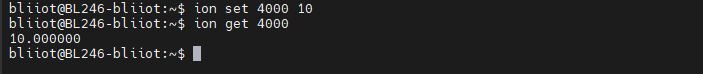 bliiot@BL246-bliiot:~$ ion set 4000 10
bliiot@BL246-bliiot:~$ ion get 4000
10.000000
bliiot@BL246-bliiot:~$